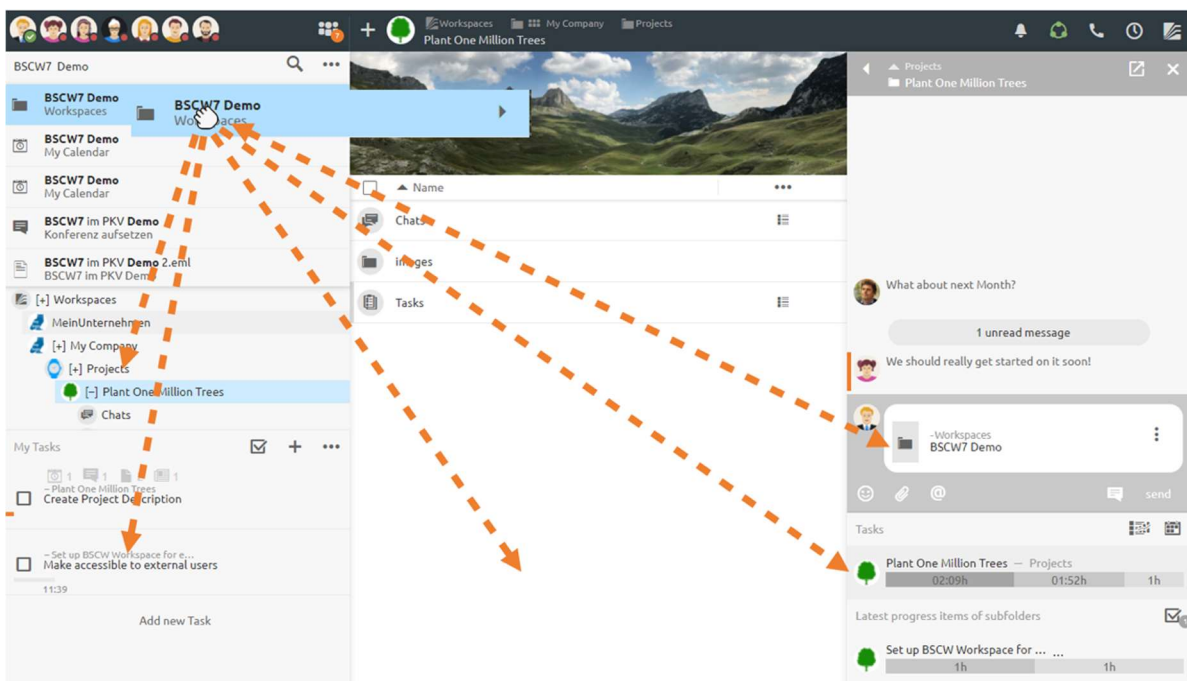 7
Workspaces
My Company
Projects
Plant One Million Trees
BSCW7 Demo
BSCW7 Demo
Workspaces
BSCW7 Demo
Workspaces
BSCW7 Demo
My Calendar
BSCW7 Demo
My Calendar
BSCW7 im PKV Demo
Konferenz aufsetzen
BSCW7 im PKV Demo 2.eml
BSCW7 im PKV Demo
[+] Workspaces
MeinUnternehmen
[+] My Company
[+] Projects
[-] Plant One Million Trees
Chats
My Tasks
1 1 1
– Plant One Million Trees
Create Project Description
– Set up BSCW Workspace for e...
Make accessible to external users
11:39
Add new Task
Name
Chats
images
Tasks
Projects
Plant One Million Trees
What about next Month?
1 unread message
We should really get started on it soon!
-Workspaces
BSCW7 Demo
@
send
Tasks
Plant One Million Trees — Projects
02:09h 01:52h 1h
Latest progress items of subfolders
Set up BSCW Workspace for ... ...
1h 1h